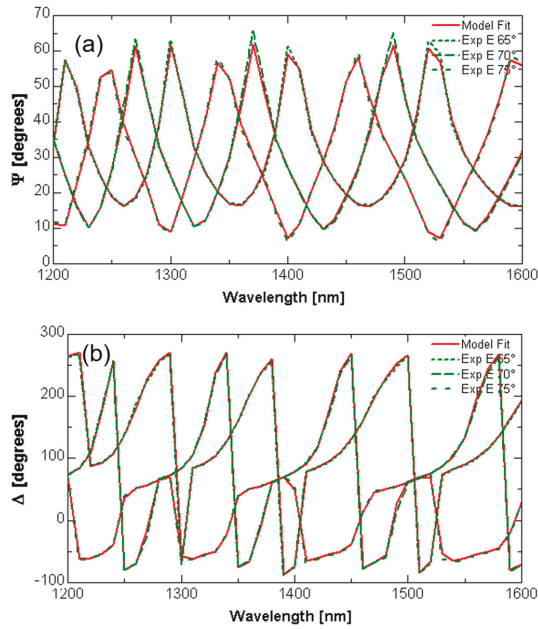 (a)
Model Fit
Exp E 65°
Exp E 70°
Exp E 75°
70
60
50
40
30
20
10
0
Ψ [degrees]
1200 1300 1400 1500 1600
Wavelength [nm]
(b)
Model Fit
Exp E 65°
Exp E 70°
Exp E 75°
300
200
100
0
-100
Δ [degrees]
1200 1300 1400 1500 1600
Wavelength [nm]